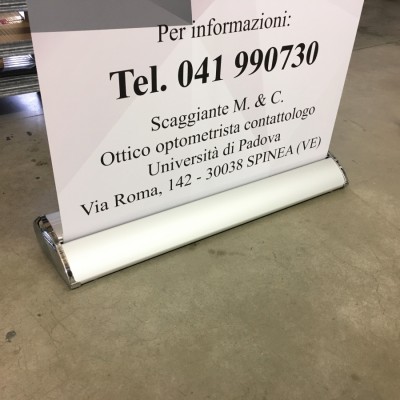 Per informazioni:
Tel. 041 990730
Scaggiante M. & C.
Ottico optometrista contattologo
Università di Padova
Via Roma, 142 - 30038 SPINEA (VE)